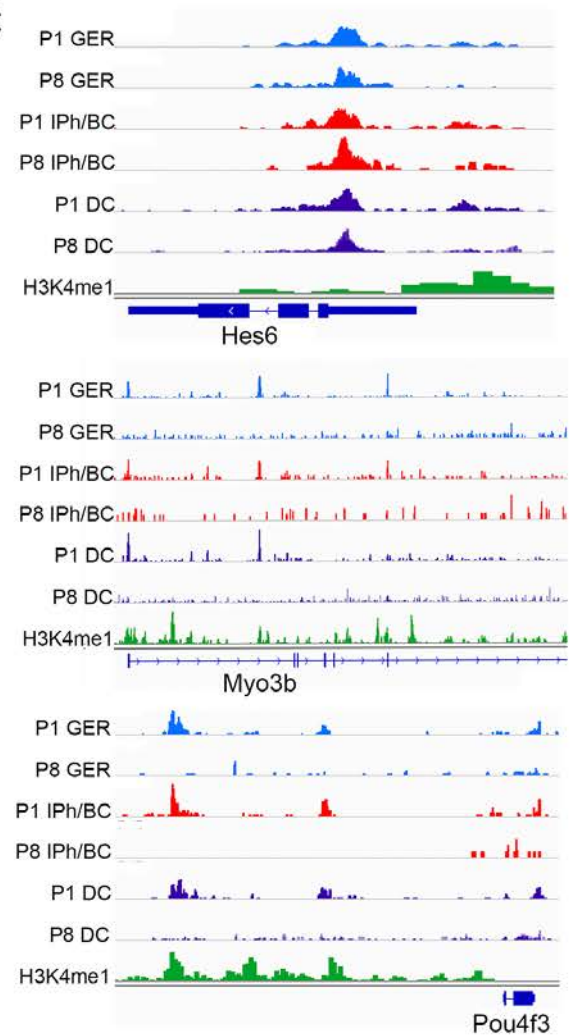 P1 GER
P8 GER
P1 IPh/BC
P8 IPh/BC
P1 DC
P8 DC
H3K4me1
Hes6
P1 GER
P8 GER
P1 IPh/BC
P8 IPh/BC
P1 DC
P8 DC
H3K4me1
Myo3b
P1 GER
P8 GER
P1 IPh/BC
P8 IPh/BC
P1 DC
P8 DC
H3K4me1
Pou4f3